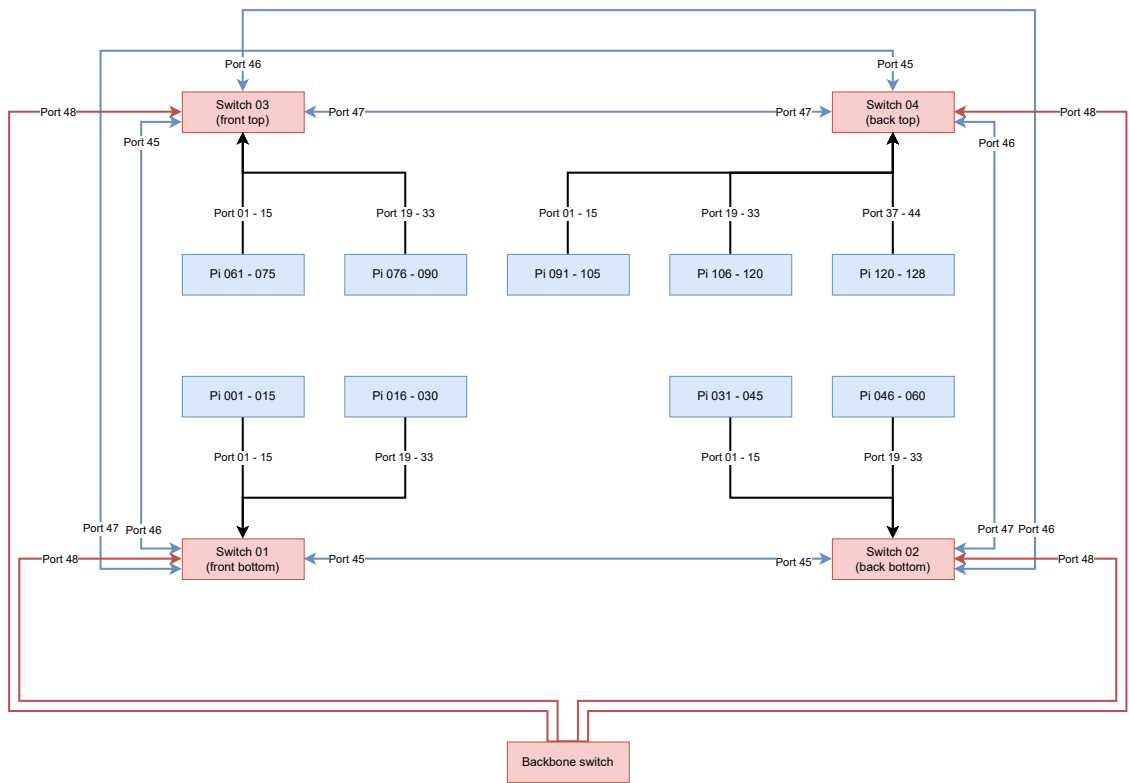 Port 46
Port 45
Port 48
Switch 03
(front top)
Port 47
Port 47
Switch 04
(back top)
Port 48
Port 45
Port 46
Port 01 - 15
Port 19 - 33
Port 01 - 15
Port 19 - 33
Port 37 - 44
Pi 061 - 075
Pi 076 - 090
Pi 091 - 105
Pi 106 - 120
Pi 120 - 128
Pi 001 - 015
Pi 016 - 030
Pi 031 - 045
Pi 046 - 060
Port 01 - 15
Port 19 - 33
Port 01 - 15
Port 19 - 33
Port 47
Port 46
Port 47
Port 46
Port 48
Switch 01
(front bottom)
Port 45
Port 45
Switch 02
(back bottom)
Port 48
Backbone switch